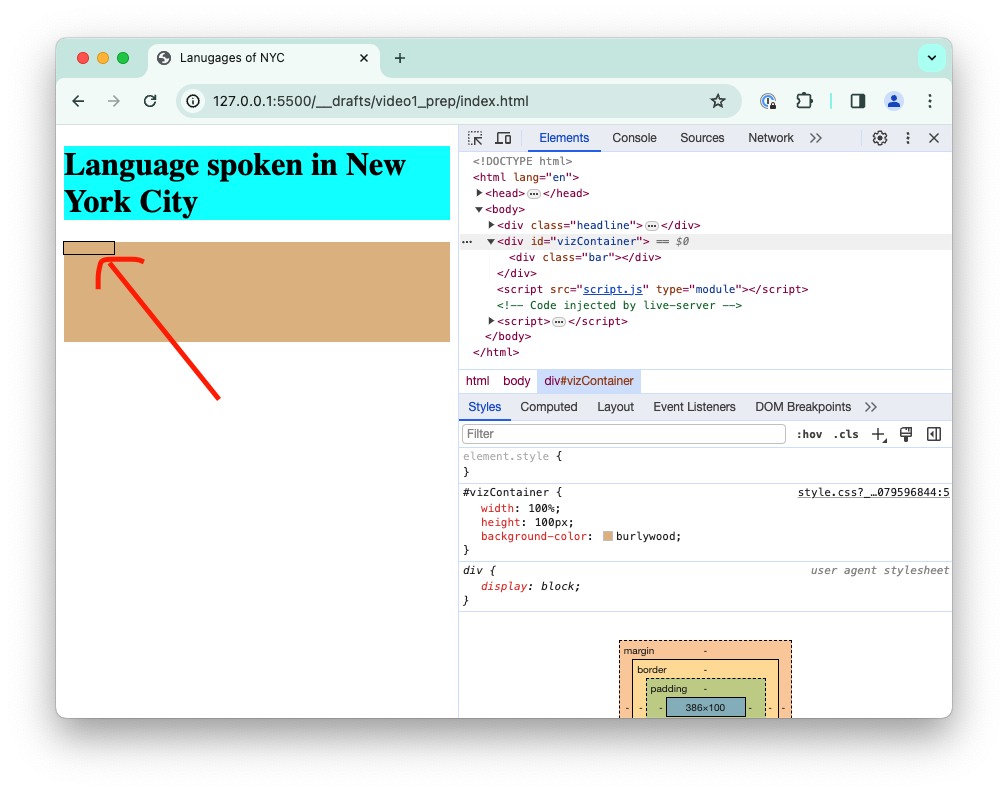 Lanugages of NYC
127.0.0.1:5500/__drafts/video1_prep/index.html
Language spoken in New
York City
Elements Console Sources Network
<!DOCTYPE html>
<html lang="en">
<head> ••• </head>
<body>
<div class="headline"> ••• </div>
••• <div id="vizContainer"> == $0
<div class="bar"></div>
</div>
<script src="script.js" type="module"></script>
<!-- Code injected by live-server -->
<script> ••• </script>
</body>
</html>
html body div#vizContainer
Styles Computed Layout Event Listeners DOM Breakpoints
Filter :hov .cls
element.style {
}
#vizContainer { style.css?_…079596844:5
width: 100%;
height: 100px;
background-color: burlywood;
}
div { user agent stylesheet
display: block;
}
margin -
border -
padding -
- - - 386×100 - - -